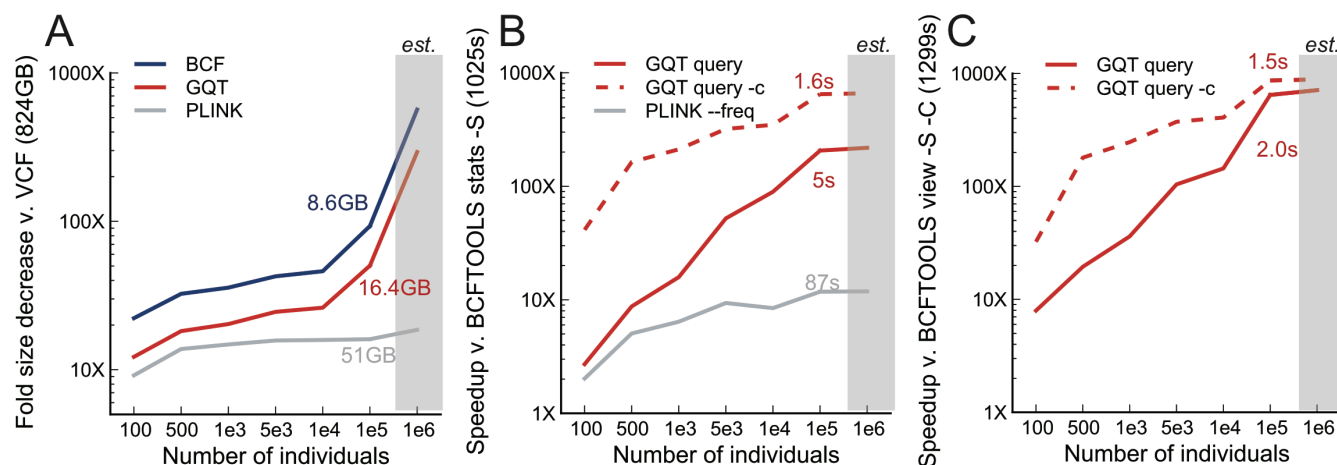 A
Fold size decrease v. VCF (824GB)
est.
BCF
GQT
PLINK
1000X
100X
10X
8.6GB
16.4GB
51GB
100 500 1e3 5e3 1e4 1e5 1e6
Number of individuals
B
Speedup v. BCFTOOLS stats -S (1025s)
est.
GQT query
GQT query -c
PLINK --freq
1000X
100X
10X
1X
1.6s
5s
87s
100 500 1e3 5e3 1e4 1e5 1e6
Number of individuals
C
Speedup v. BCFTOOLS view -S -C (1299s)
est.
GQT query
GQT query -c
1000X
100X
10X
1X
1.5s
2.0s
100 500 1e3 5e3 1e4 1e5 1e6
Number of individuals